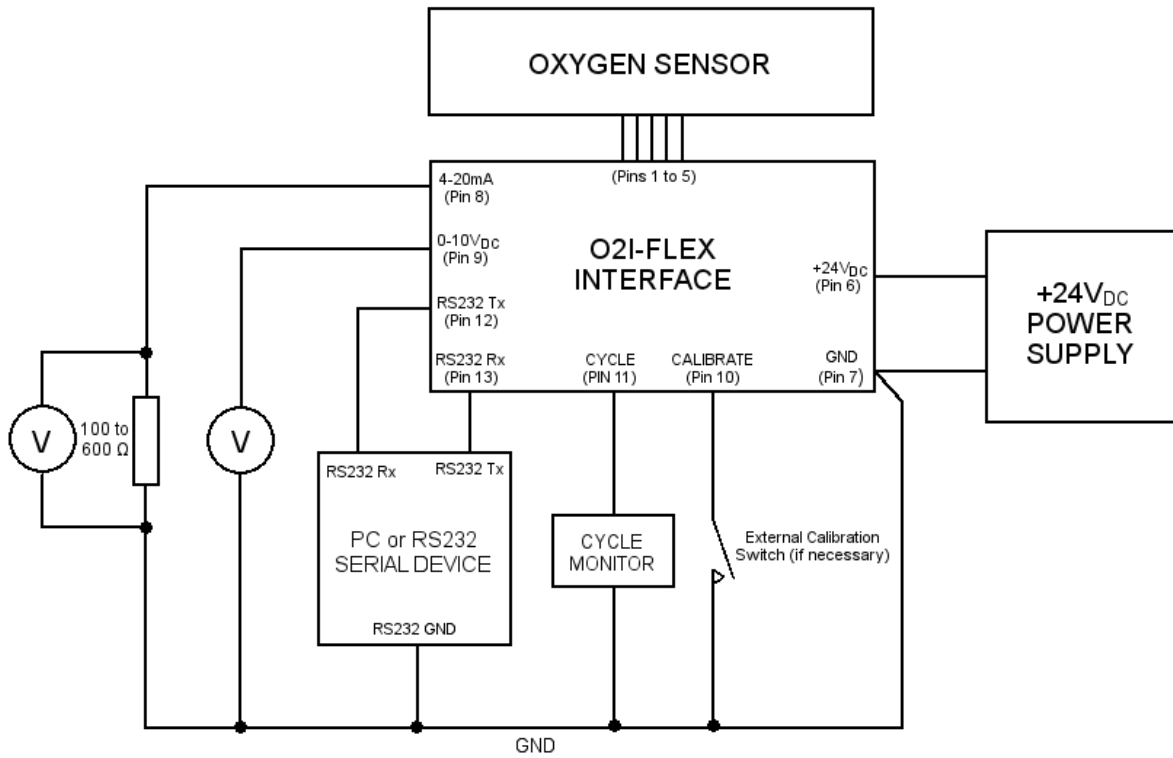 OXYGEN SENSOR
4-20mA
(Pin 8)
(Pins 1 to 5)
0-10VDC
(Pin 9)
O2I-FLEX
INTERFACE
+24VDC
(Pin 6)
RS232 Tx
(Pin 12)
RS232 Rx
(Pin 13)
CYCLE
(PIN 11)
CALIBRATE
(Pin 10)
GND
(Pin 7)
+24VDC
POWER
SUPPLY
V
100 to
600 Ω
V
RS232 Rx
RS232 Tx
PC or RS232
SERIAL DEVICE
RS232 GND
CYCLE
MONITOR
External Calibration
Switch (if necessary)
GND